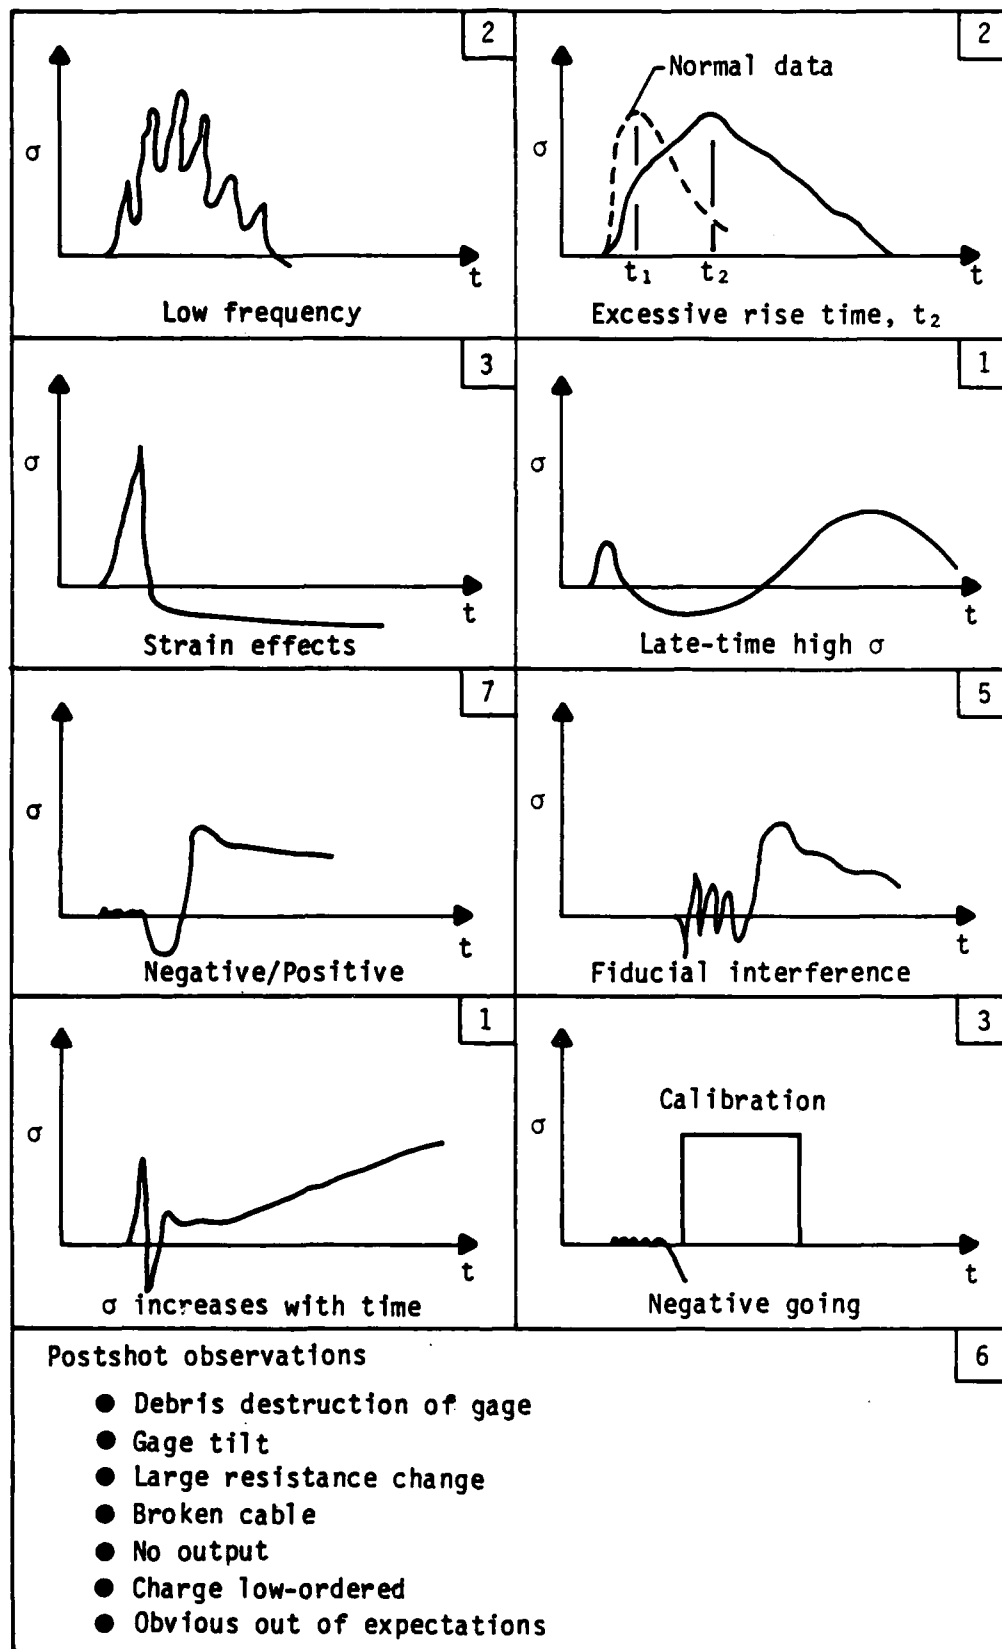 2
σ
Low frequency
t
2
Normal data
σ
t₁ t₂
t
Excessive rise time, t₂
3
σ
t
Strain effects
1
σ
t
Late-time high σ
7
σ
t
Negative/Positive
5
σ
t
Fiducial interference
1
σ
t
σ increases with time
3
Calibration
σ
t
Negative going
6
Postshot observations
● Debris destruction of gage
● Gage tilt
● Large resistance change
● Broken cable
● No output
● Charge low-ordered
● Obvious out of expectations